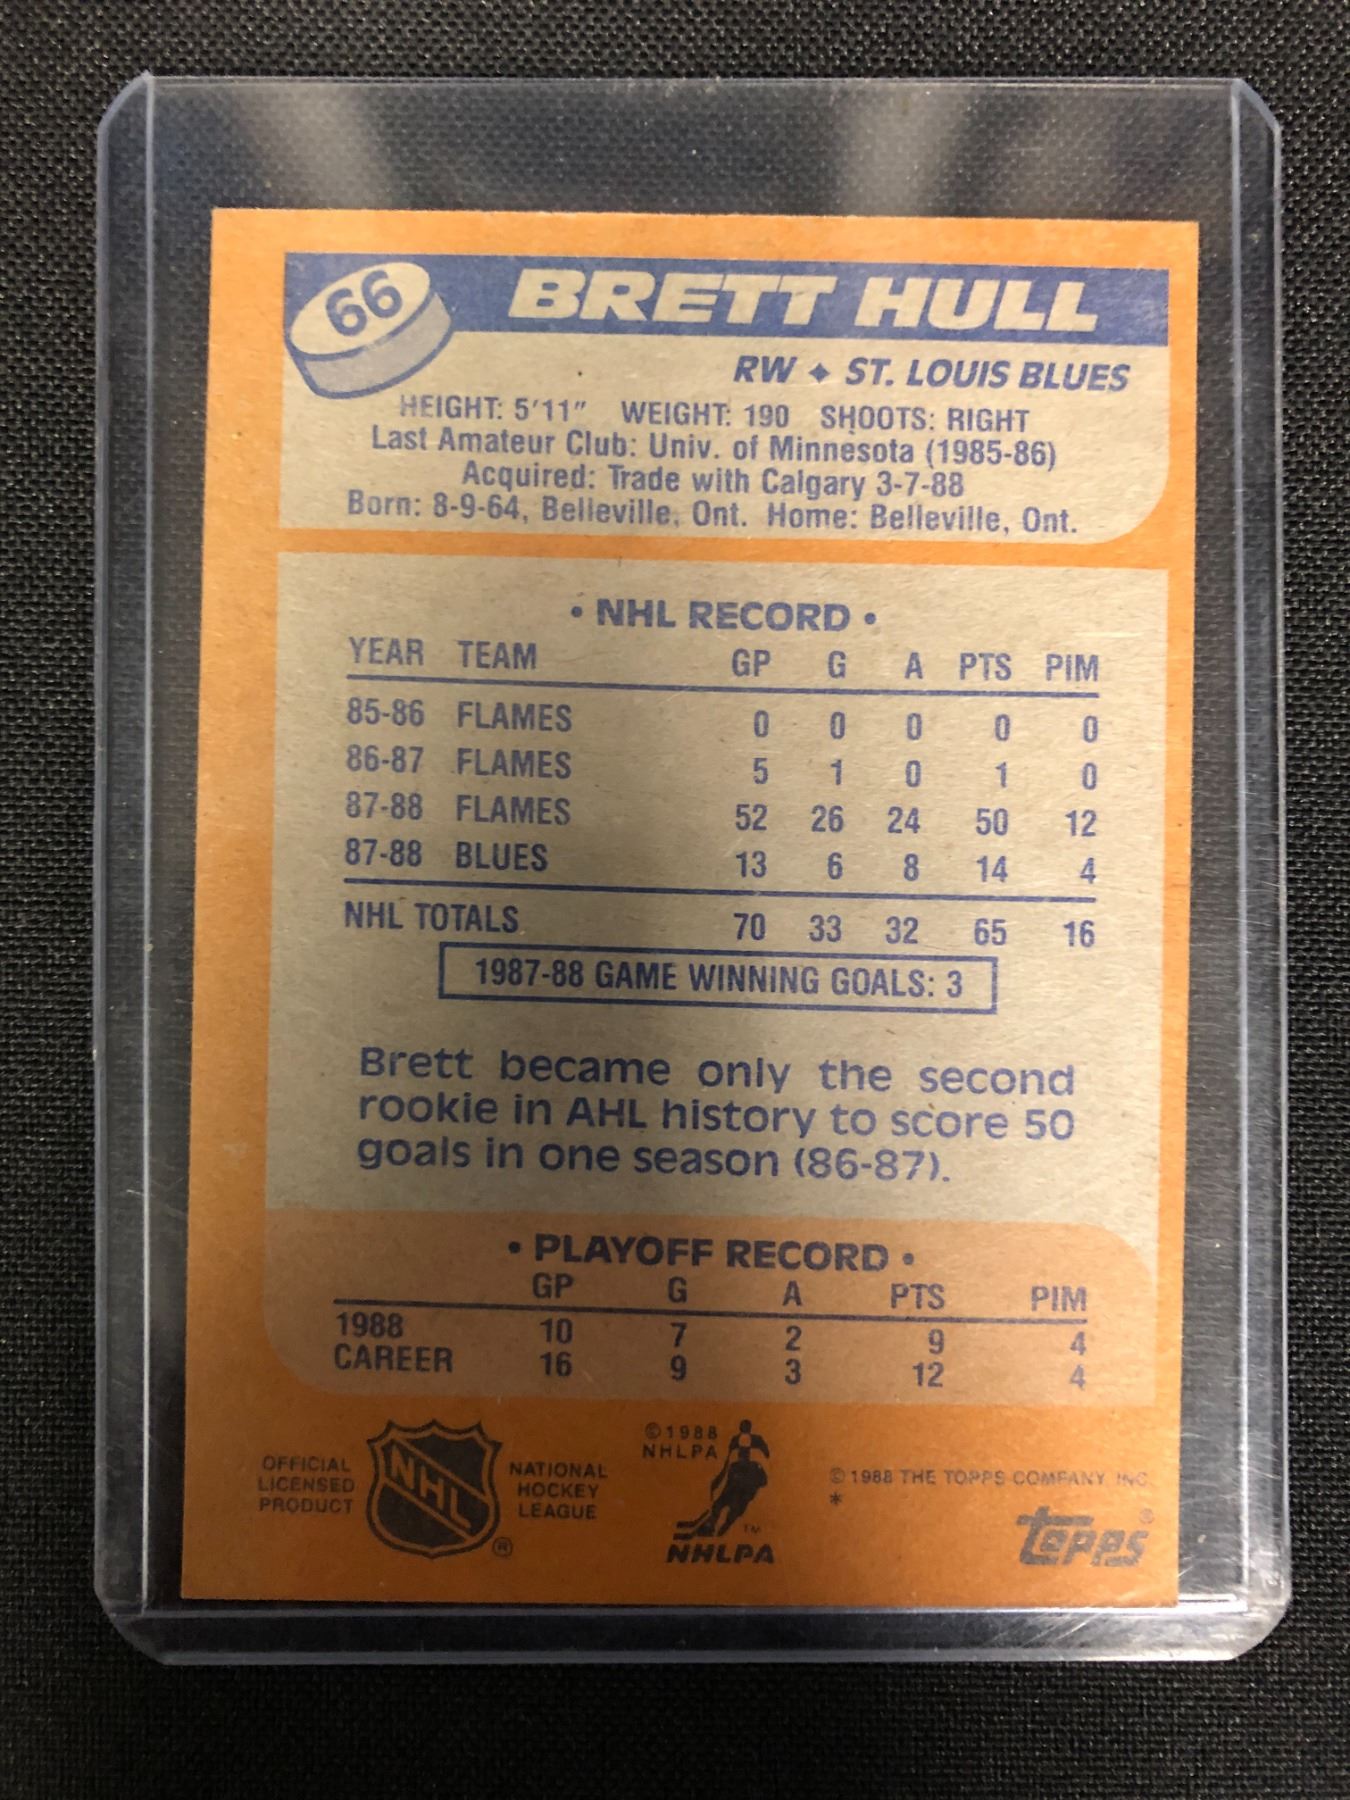 66
BRETT HULL
RW ✦ ST. LOUIS BLUES
HEIGHT: 5'11" WEIGHT: 190 SHOOTS: RIGHT
Last Amateur Club: Univ. of Minnesota (1985-86)
Acquired: Trade with Calgary 3-7-88
Born: 8-9-64, Belleville, Ont. Home: Belleville, Ont.
• NHL RECORD •
YEAR TEAM GP G A PTS PIM
85-86 FLAMES 0 0 0 0 0
86-87 FLAMES 5 1 0 1 0
87-88 FLAMES 52 26 24 50 12
87-88 BLUES 13 6 8 14 4
NHL TOTALS 70 33 32 65 16
1987-88 GAME WINNING GOALS: 3
Brett became only the second
rookie in AHL history to score 50
goals in one season (86-87).
• PLAYOFF RECORD •
GP G A PTS PIM
1988 10 7 2 9 4
CAREER 16 9 3 12 4
OFFICIAL
LICENSED
PRODUCT
NHL
®
NATIONAL
HOCKEY
LEAGUE
©1988
NHLPA
TM
NHLPA
© 1988 THE TOPPS COMPANY, INC.
*
topps®